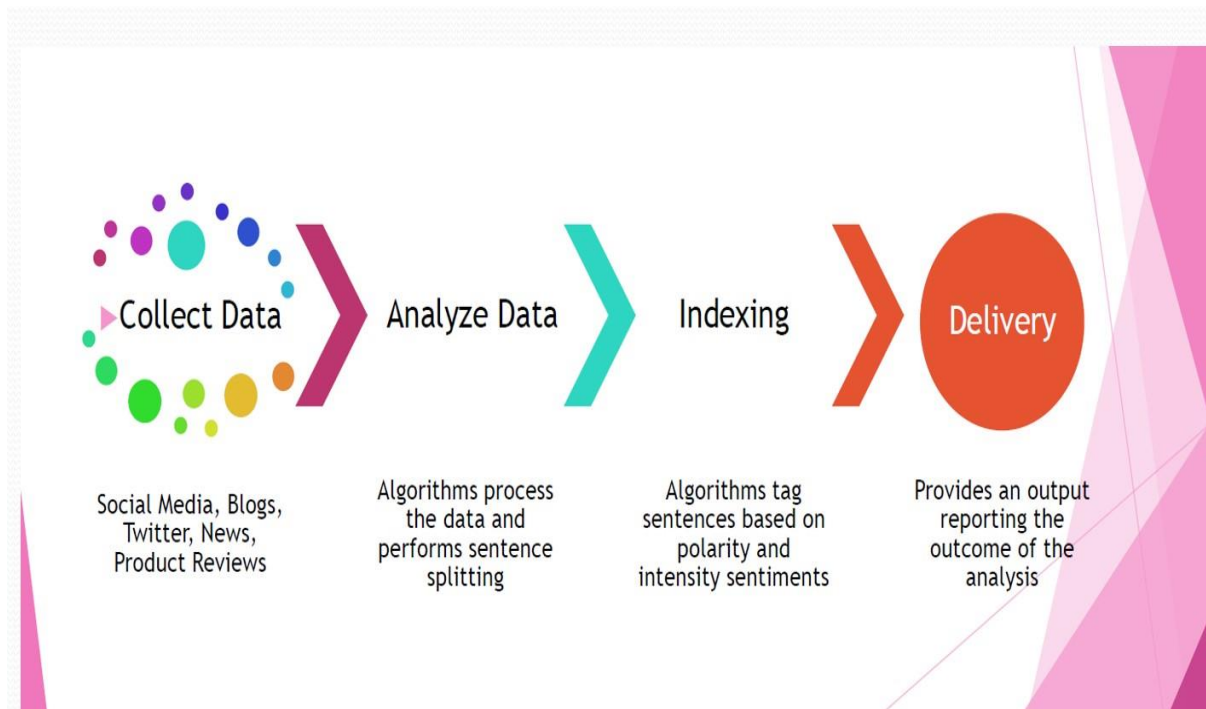 Collect Data
Analyze Data
Indexing
Delivery
Social Media, Blogs,
Twitter, News,
Product Reviews
Algorithms process
the data and
performs sentence
splitting
Algorithms tag
sentences based on
polarity and
intensity sentiments
Provides an output
reporting the
outcome of the
analysis